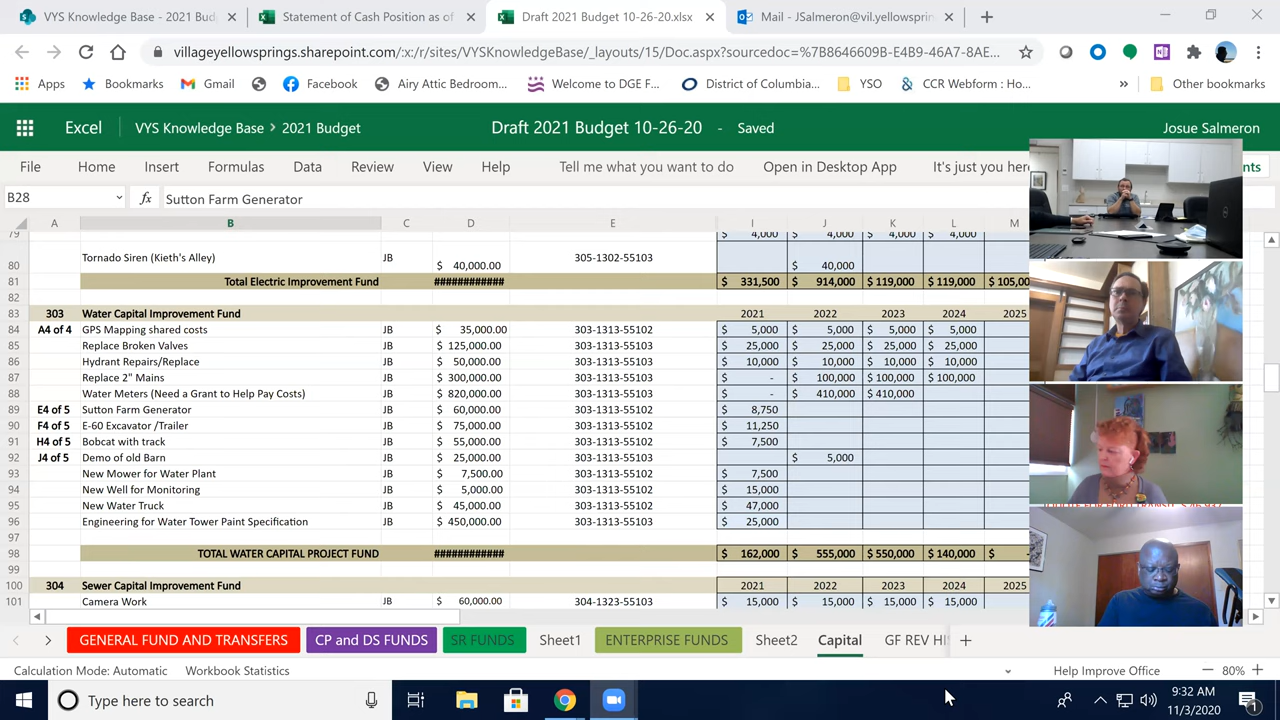 VYS Knowledge Base - 2021 Bud
Statement of Cash Position as of
Draft 2021 Budget 10-26-20.xlsx
Mail - JSalmeron@vil.yellowsprin
villageyellowsprings.sharepoint.com/:x:/r/sites/VYSKnowledgeBase/_layouts/15/Doc.aspx?sourcedoc=%7B8646609B-E4B9-46A7-8AE...
Apps Bookmarks Gmail Facebook Airy Attic Bedroom... Welcome to DGE F... District of Columbia... YSO CCR Webform : Ho... » Other bookmarks
Excel VYS Knowledge Base > 2021 Budget Draft 2021 Budget 10-26-20 - Saved Josue Salmeron
File Home Insert Formulas Data Review View Help Tell me what you want to do Open in Desktop App It's just you here nts
B28 fx Sutton Farm Generator
A B C D E I J K L M
79 $ 4,000 $ 4,000 $ 4,000 $ 4,000
80 Tornado Siren (Kieth's Alley) JB $ 40,000.00 305-1302-55103 $ 40,000
81 Total Electric Improvement Fund ############ $ 331,500 $ 914,000 $ 119,000 $ 119,000 $ 105,00
82
83 303 Water Capital Improvement Fund 2021 2022 2023 2024 2025
84 A4 of 4 GPS Mapping shared costs JB $ 35,000.00 303-1313-55102 $ 5,000 $ 5,000 $ 5,000 $ 5,000
85 Replace Broken Valves JB $ 125,000.00 303-1313-55103 $ 25,000 $ 25,000 $ 25,000 $ 25,000
86 Hydrant Repairs/Replace JB $ 50,000.00 303-1313-55103 $ 10,000 $ 10,000 $ 10,000 $ 10,000
87 Replace 2" Mains JB $ 300,000.00 303-1313-55103 $ - $ 100,000 $ 100,000 $ 100,000
88 Water Meters (Need a Grant to Help Pay Costs) JB $ 820,000.00 303-1313-55103 $ - $ 410,000 $ 410,000
89 E4 of 5 Sutton Farm Generator JB $ 60,000.00 303-1313-55102 $ 8,750
90 F4 of 5 E-60 Excavator /Trailer JB $ 75,000.00 303-1313-55102 $ 11,250
91 H4 of 5 Bobcat with track JB $ 55,000.00 303-1313-55102 $ 7,500
92 J4 of 5 Demo of old Barn JB $ 25,000.00 303-1313-55102 $ 5,000
93 New Mower for Water Plant JB $ 7,500.00 303-1313-55102 $ 7,500
94 New Well for Monitoring JB $ 5,000.00 303-1313-55102 $ 15,000
95 New Water Truck JB $ 45,000.00 303-1313-55102 $ 47,000
96 Engineering for Water Tower Paint Specification JB $ 450,000.00 303-1313-55103 $ 25,000
97
98 TOTAL WATER CAPITAL PROJECT FUND ############ $ 162,000 $ 555,000 $ 550,000 $ 140,000 $ -
99
100 304 Sewer Capital Improvement Fund 2021 2022 2023 2024 2025
101 Camera Work JB $ 60,000.00 304-1323-55103 $ 15,000 $ 15,000 $ 15,000 $ 15,000
GENERAL FUND AND TRANSFERS CP and DS FUNDS SR FUNDS Sheet1 ENTERPRISE FUNDS Sheet2 Capital GF REV HI
Calculation Mode: Automatic Workbook Statistics Help Improve Office 80%
Type here to search
9:32 AM
11/3/2020
1